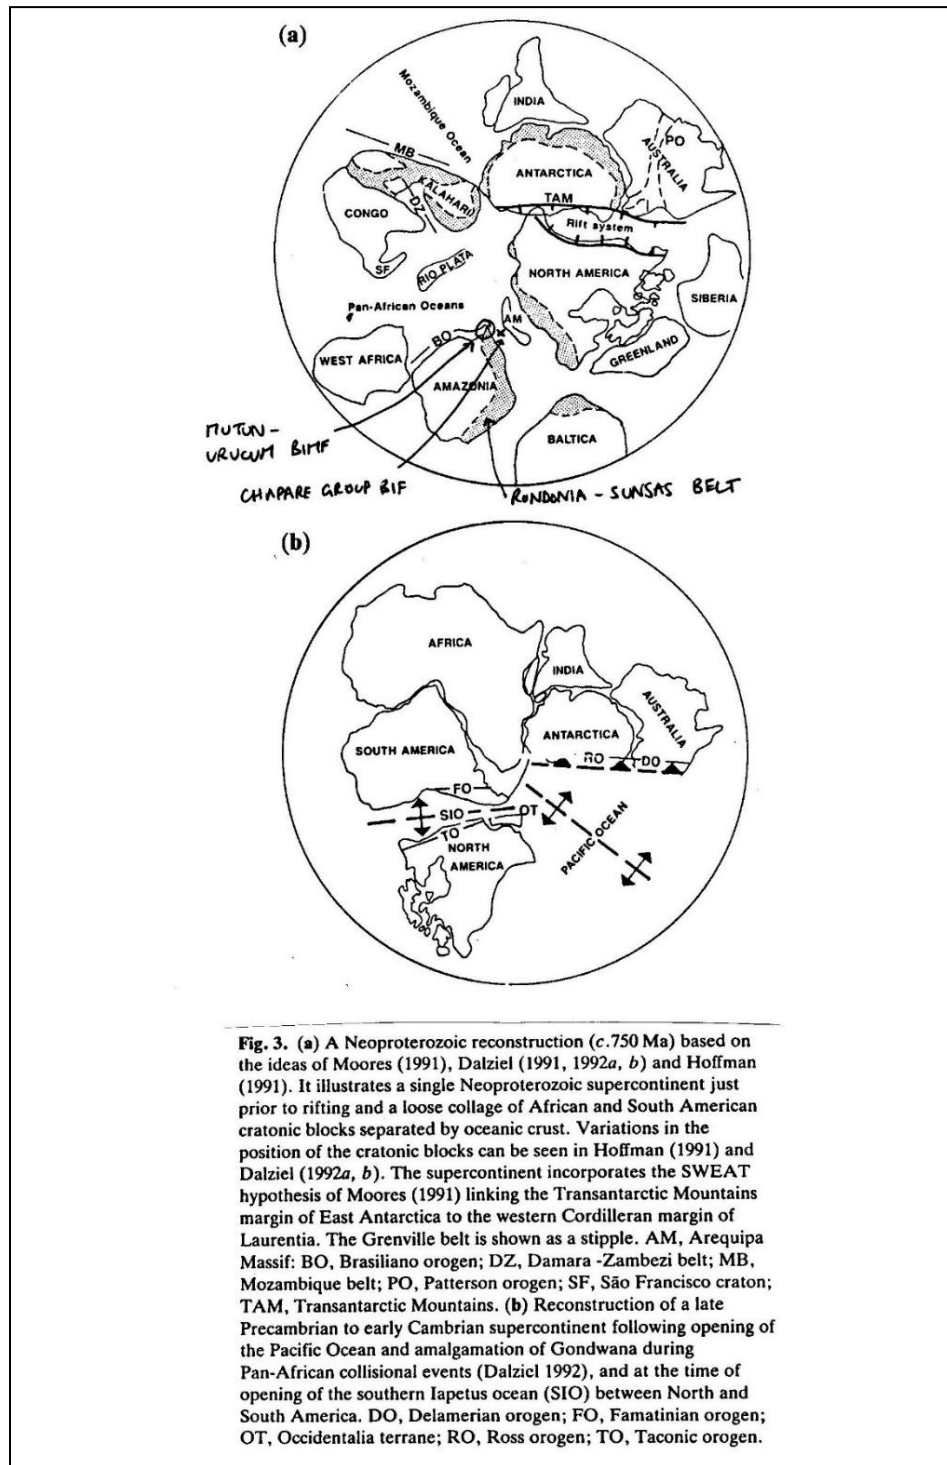 (a)
Mozambique Ocean
INDIA
MB
PO
AUSTRALIA
ANTARCTICA
KALAHARI
TAM
DZ
CONGO
Rift system
SF
RIO PLATA
NORTH AMERICA
SIBERIA
Pan-African Oceans
AM
BO
GREENLAND
WEST AFRICA
AMAZONIA
BALTICA
MUTUN-
URUCUM BIMF
CHAPARE GROUP BIF
RONDONIA - SUNSAS BELT
(b)
AFRICA
INDIA
AUSTRALIA
SOUTH AMERICA
ANTARCTICA
RO
DO
FO
SIO
OT
TO
NORTH
AMERICA
PACIFIC OCEAN
Fig. 3. (a) A Neoproterozoic reconstruction (c.750 Ma) based on
the ideas of Moores (1991), Dalziel (1991, 1992a, b) and Hoffman
(1991). It illustrates a single Neoproterozoic supercontinent just
prior to rifting and a loose collage of African and South American
cratonic blocks separated by oceanic crust. Variations in the
position of the cratonic blocks can be seen in Hoffman (1991) and
Dalziel (1992a, b). The supercontinent incorporates the SWEAT
hypothesis of Moores (1991) linking the Transantarctic Mountains
margin of East Antarctica to the western Cordilleran margin of
Laurentia. The Grenville belt is shown as a stipple. AM, Arequipa
Massif: BO, Brasiliano orogen; DZ, Damara -Zambezi belt; MB,
Mozambique belt; PO, Patterson orogen; SF, São Francisco craton;
TAM, Transantarctic Mountains. (b) Reconstruction of a late
Precambrian to early Cambrian supercontinent following opening of
the Pacific Ocean and amalgamation of Gondwana during
Pan-African collisional events (Dalziel 1992), and at the time of
opening of the southern Iapetus ocean (SIO) between North and
South America. DO, Delamerian orogen; FO, Famatinian orogen;
OT, Occidentalia terrane; RO, Ross orogen; TO, Taconic orogen.